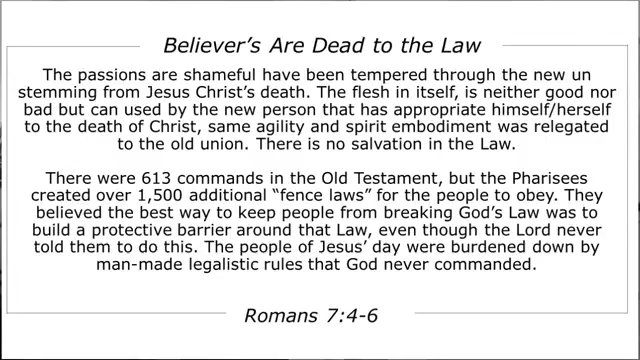 Believer's Are Dead to the Law
The passions are shameful have been tempered through the new un
stemming from Jesus Christ's death. The flesh in itself, is neither good nor
bad but can used by the new person that has appropriate himself/herself
to the death of Christ, same agility and spirit embodiment was relegated
to the old union. There is no salvation in the Law.
There were 613 commands in the Old Testament, but the Pharisees
created over 1,500 additional “fence laws” for the people to obey. They
believed the best way to keep people from breaking God's Law was to
build a protective barrier around that Law, even though the Lord never
told them to do this. The people of Jesus' day were burdened down by
man-made legalistic rules that God never commanded.
Romans 7:4-6